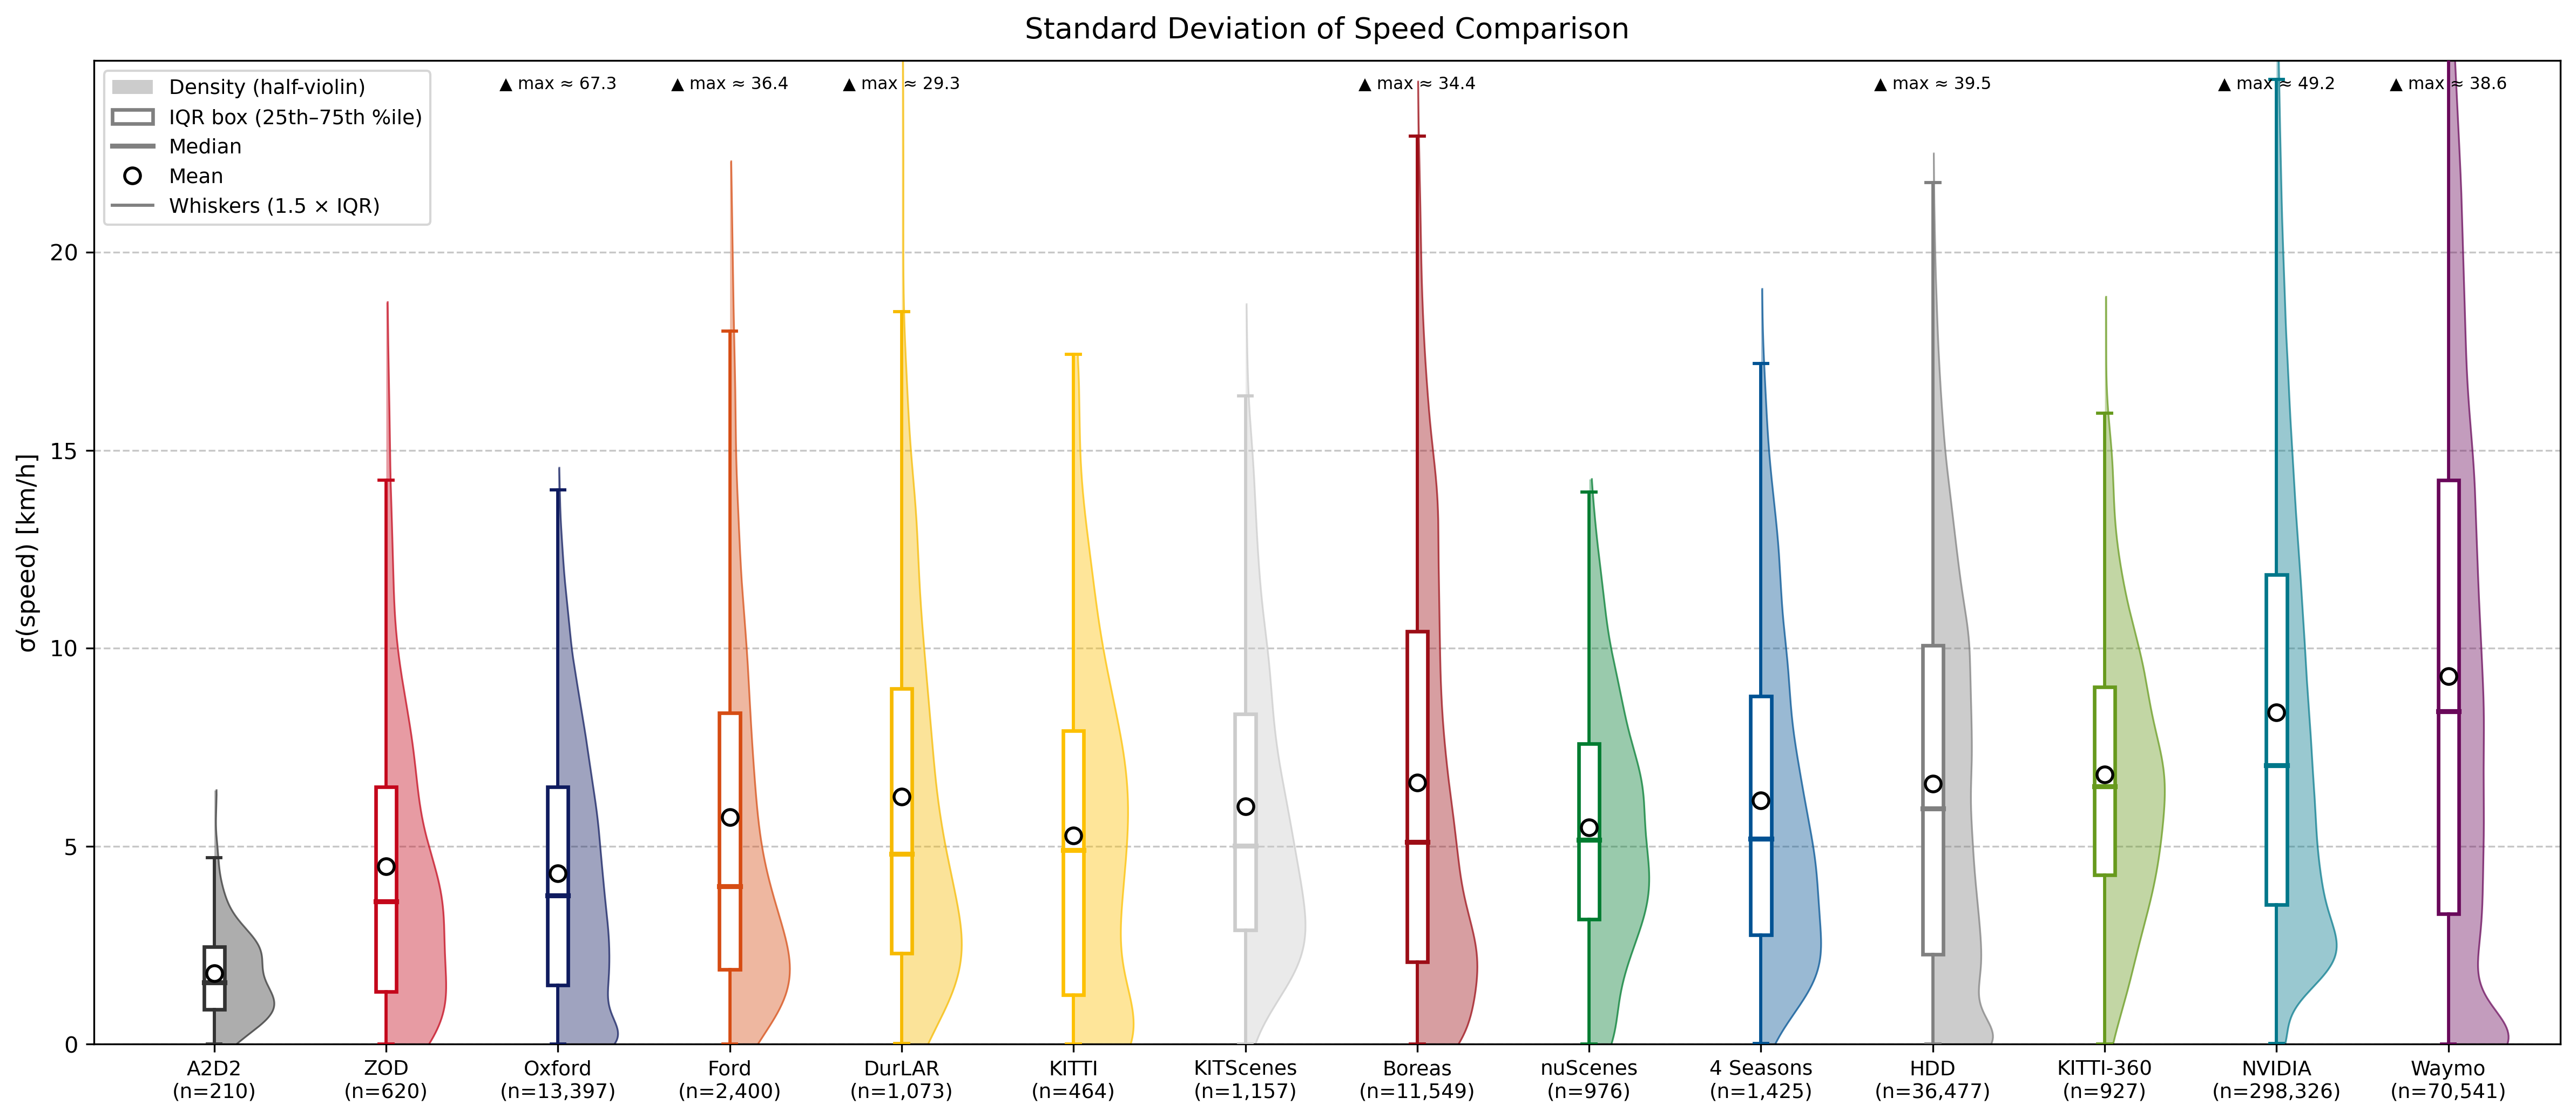 Standard Deviation of Speed Comparison
Density (half-violin)
IQR box (25th–75th %ile)
Median
Mean
Whiskers (1.5 × IQR)
▲ max ≈ 67.3
▲ max ≈ 36.4
▲ max ≈ 29.3
▲ max ≈ 34.4
▲ max ≈ 39.5
▲ max ≈ 49.2
▲ max ≈ 38.6
σ(speed) [km/h]
20
15
10
5
0
A2D2
(n=210)
ZOD
(n=620)
Oxford
(n=13,397)
Ford
(n=2,400)
DurLAR
(n=1,073)
KITTI
(n=464)
KITScenes
(n=1,157)
Boreas
(n=11,549)
nuScenes
(n=976)
4 Seasons
(n=1,425)
HDD
(n=36,477)
KITTI-360
(n=927)
NVIDIA
(n=298,326)
Waymo
(n=70,541)